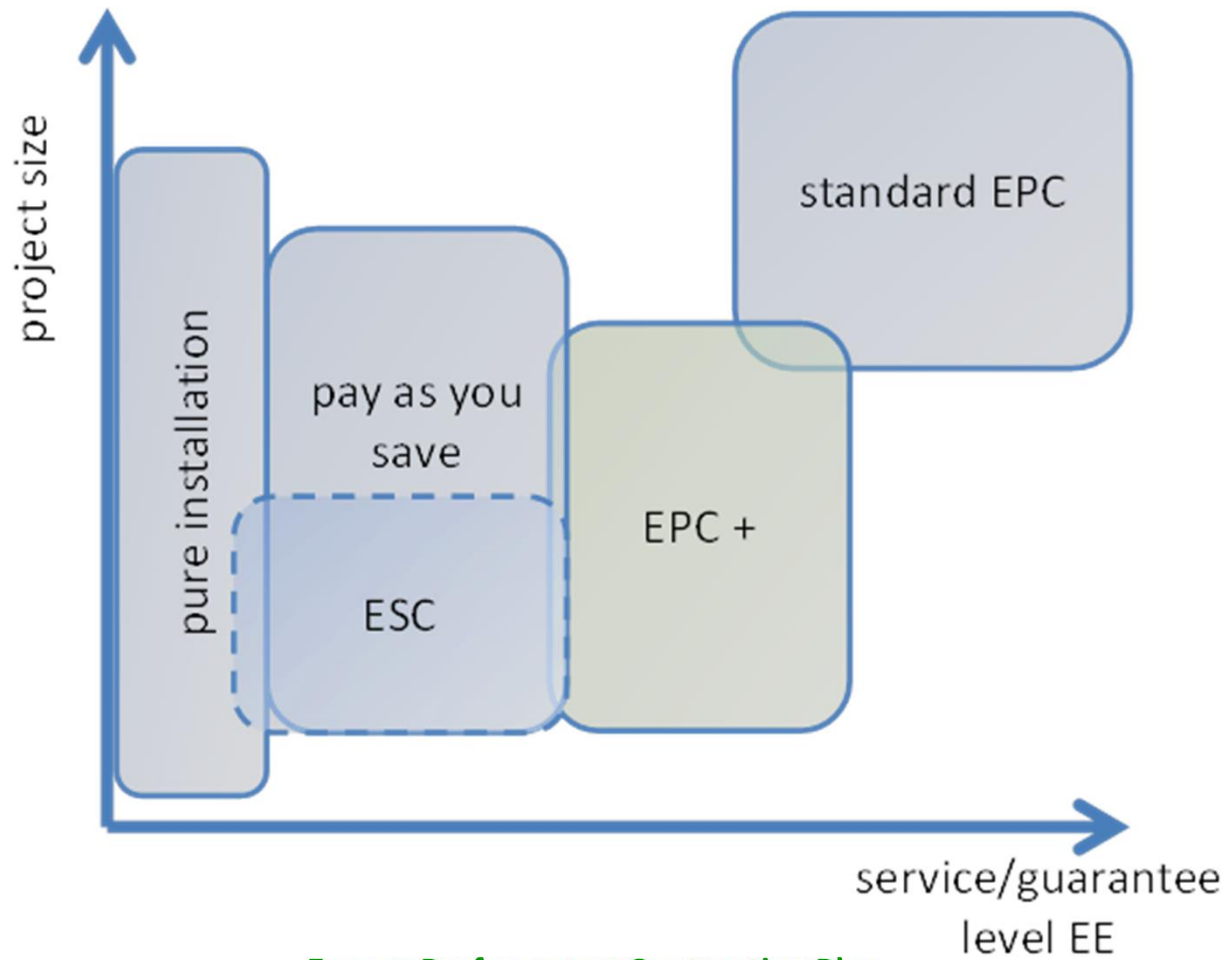 project size
pure installation
pay as you
save
ESC
EPC +
standard EPC
service/guarantee
level EE